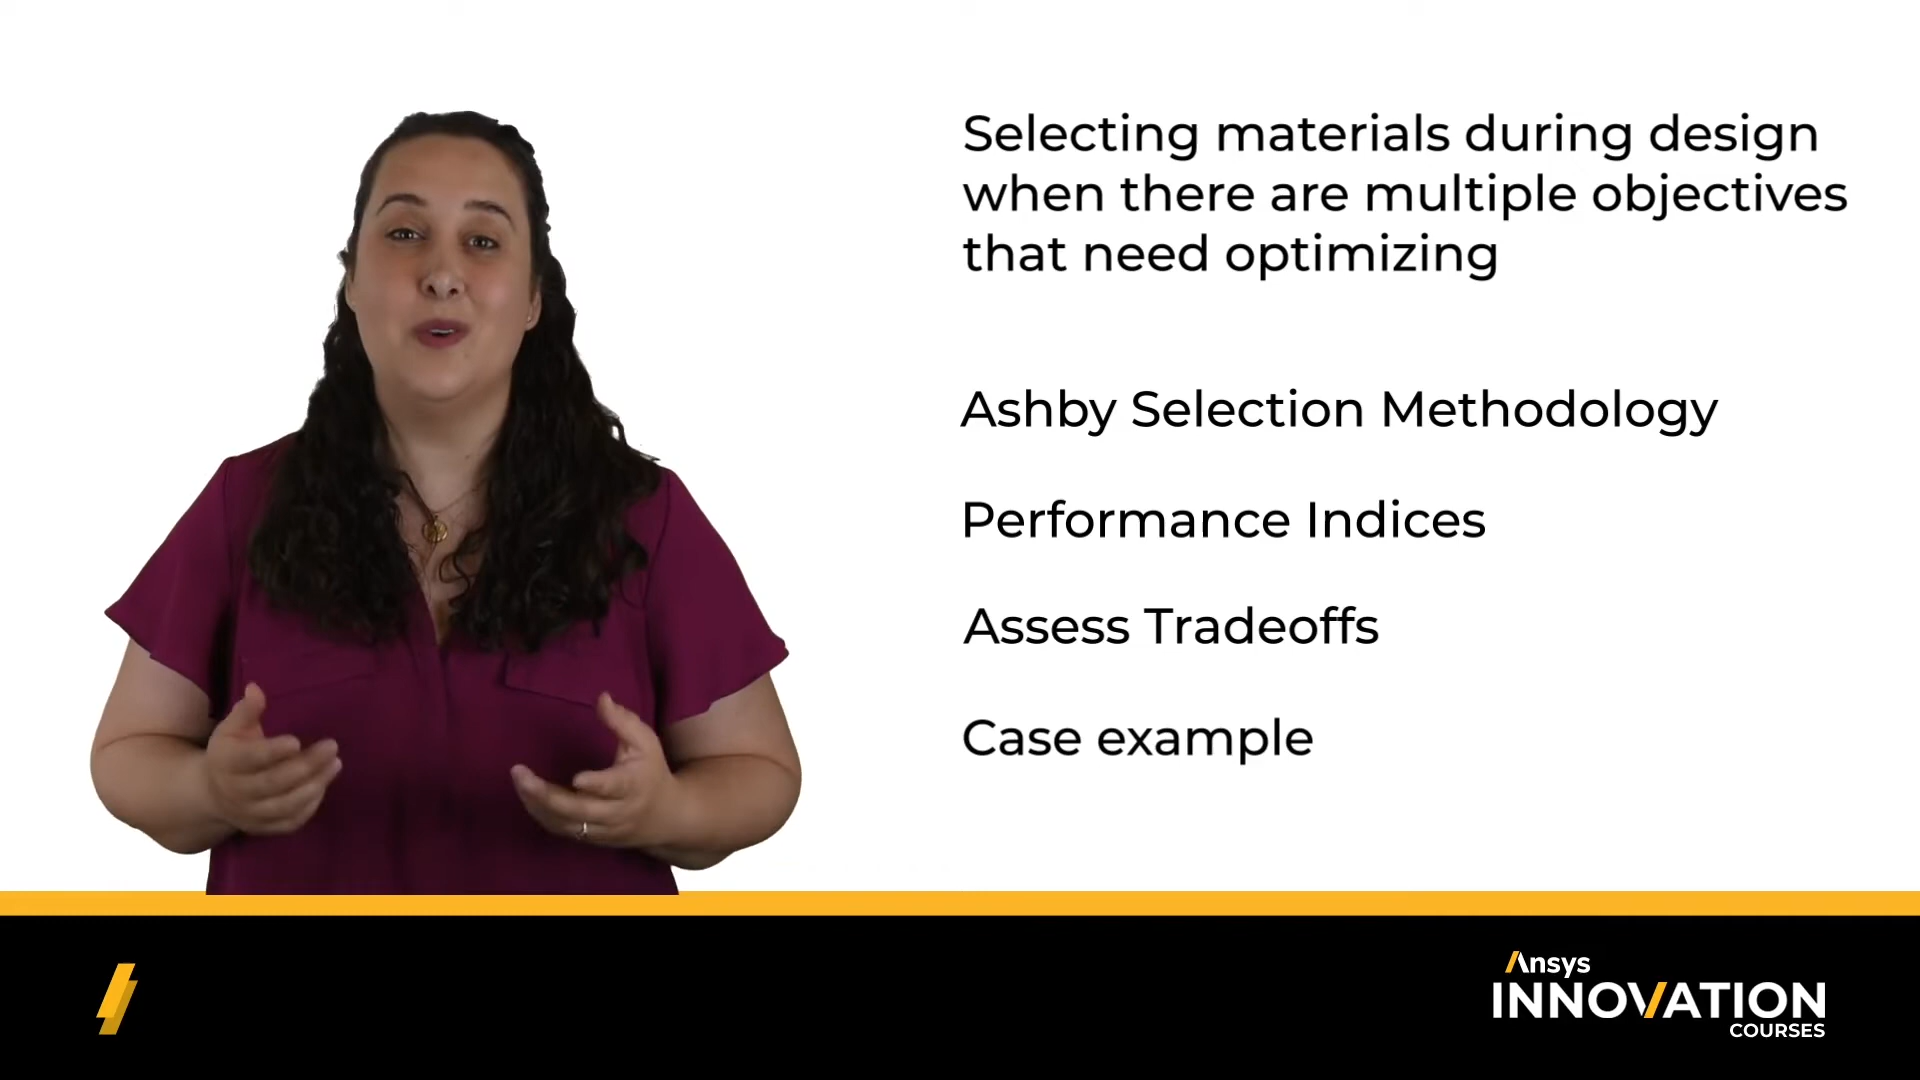 Selecting materials during design
when there are multiple objectives
that need optimizing
Ashby Selection Methodology
Performance Indices
Assess Tradeoffs
Case example
Ansys
INNOVATION
COURSES